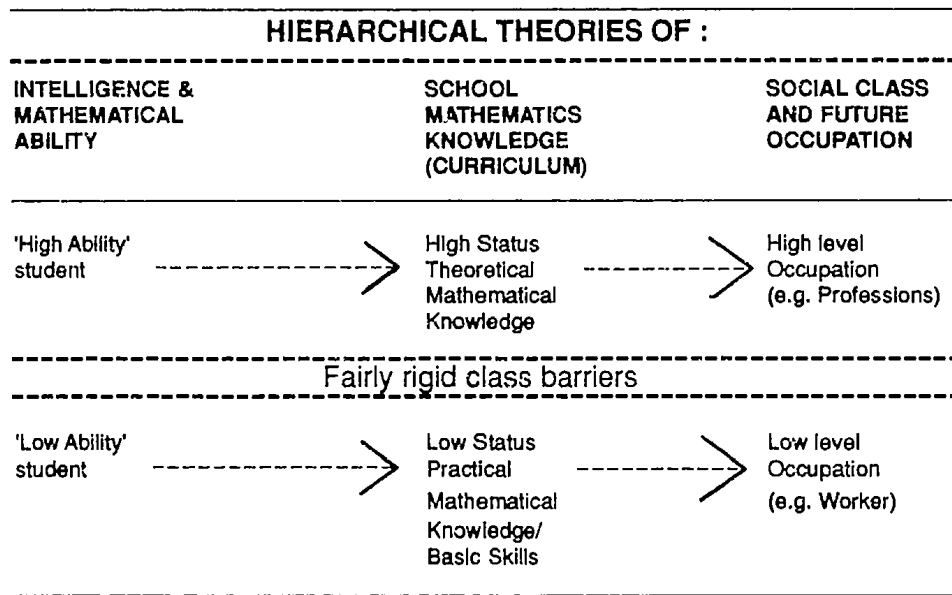 HIERARCHICAL THEORIES OF :
INTELLIGENCE &
MATHEMATICAL
ABILITY
SCHOOL
MATHEMATICS
KNOWLEDGE
(CURRICULUM)
SOCIAL CLASS
AND FUTURE
OCCUPATION
'High Ability'
student
High Status
Theoretical
Mathematical
Knowledge
High level
Occupation
(e.g. Professions)
Fairly rigid class barriers
'Low Ability'
student
Low Status
Practical
Mathematical
Knowledge/
Basic Skills
Low level
Occupation
(e.g. Worker)